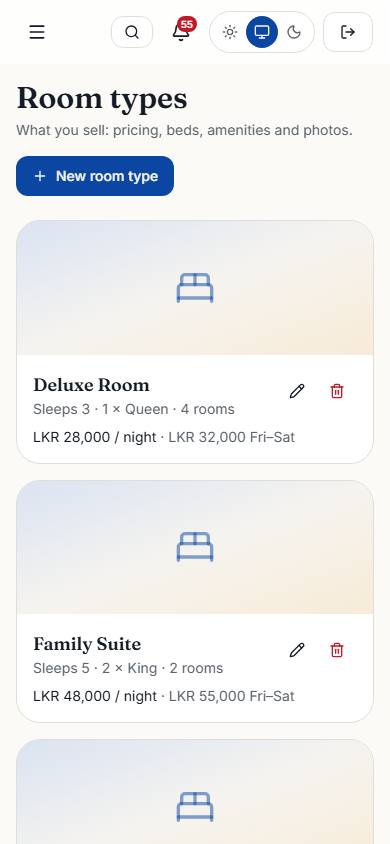 55
Room types
What you sell: pricing, beds, amenities and photos.
+ New room type
Deluxe Room
Sleeps 3 · 1 × Queen · 4 rooms
LKR 28,000 / night · LKR 32,000 Fri–Sat
Family Suite
Sleeps 5 · 2 × King · 2 rooms
LKR 48,000 / night · LKR 55,000 Fri–Sat